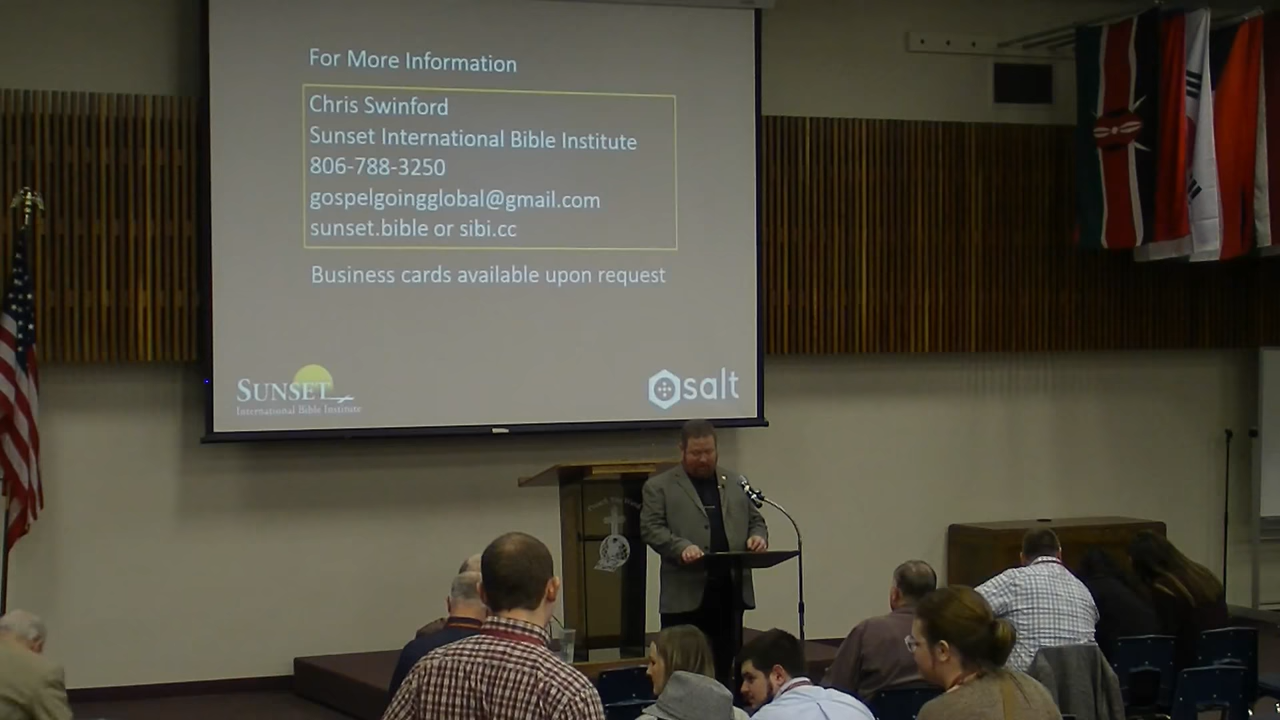 For More Information
Chris Swinford
Sunset International Bible Institute
806-788-3250
gospelgoingglobal@gmail.com
sunset.bible or sibi.cc
Business cards available upon request
SUNSET
International Bible Institute
salt